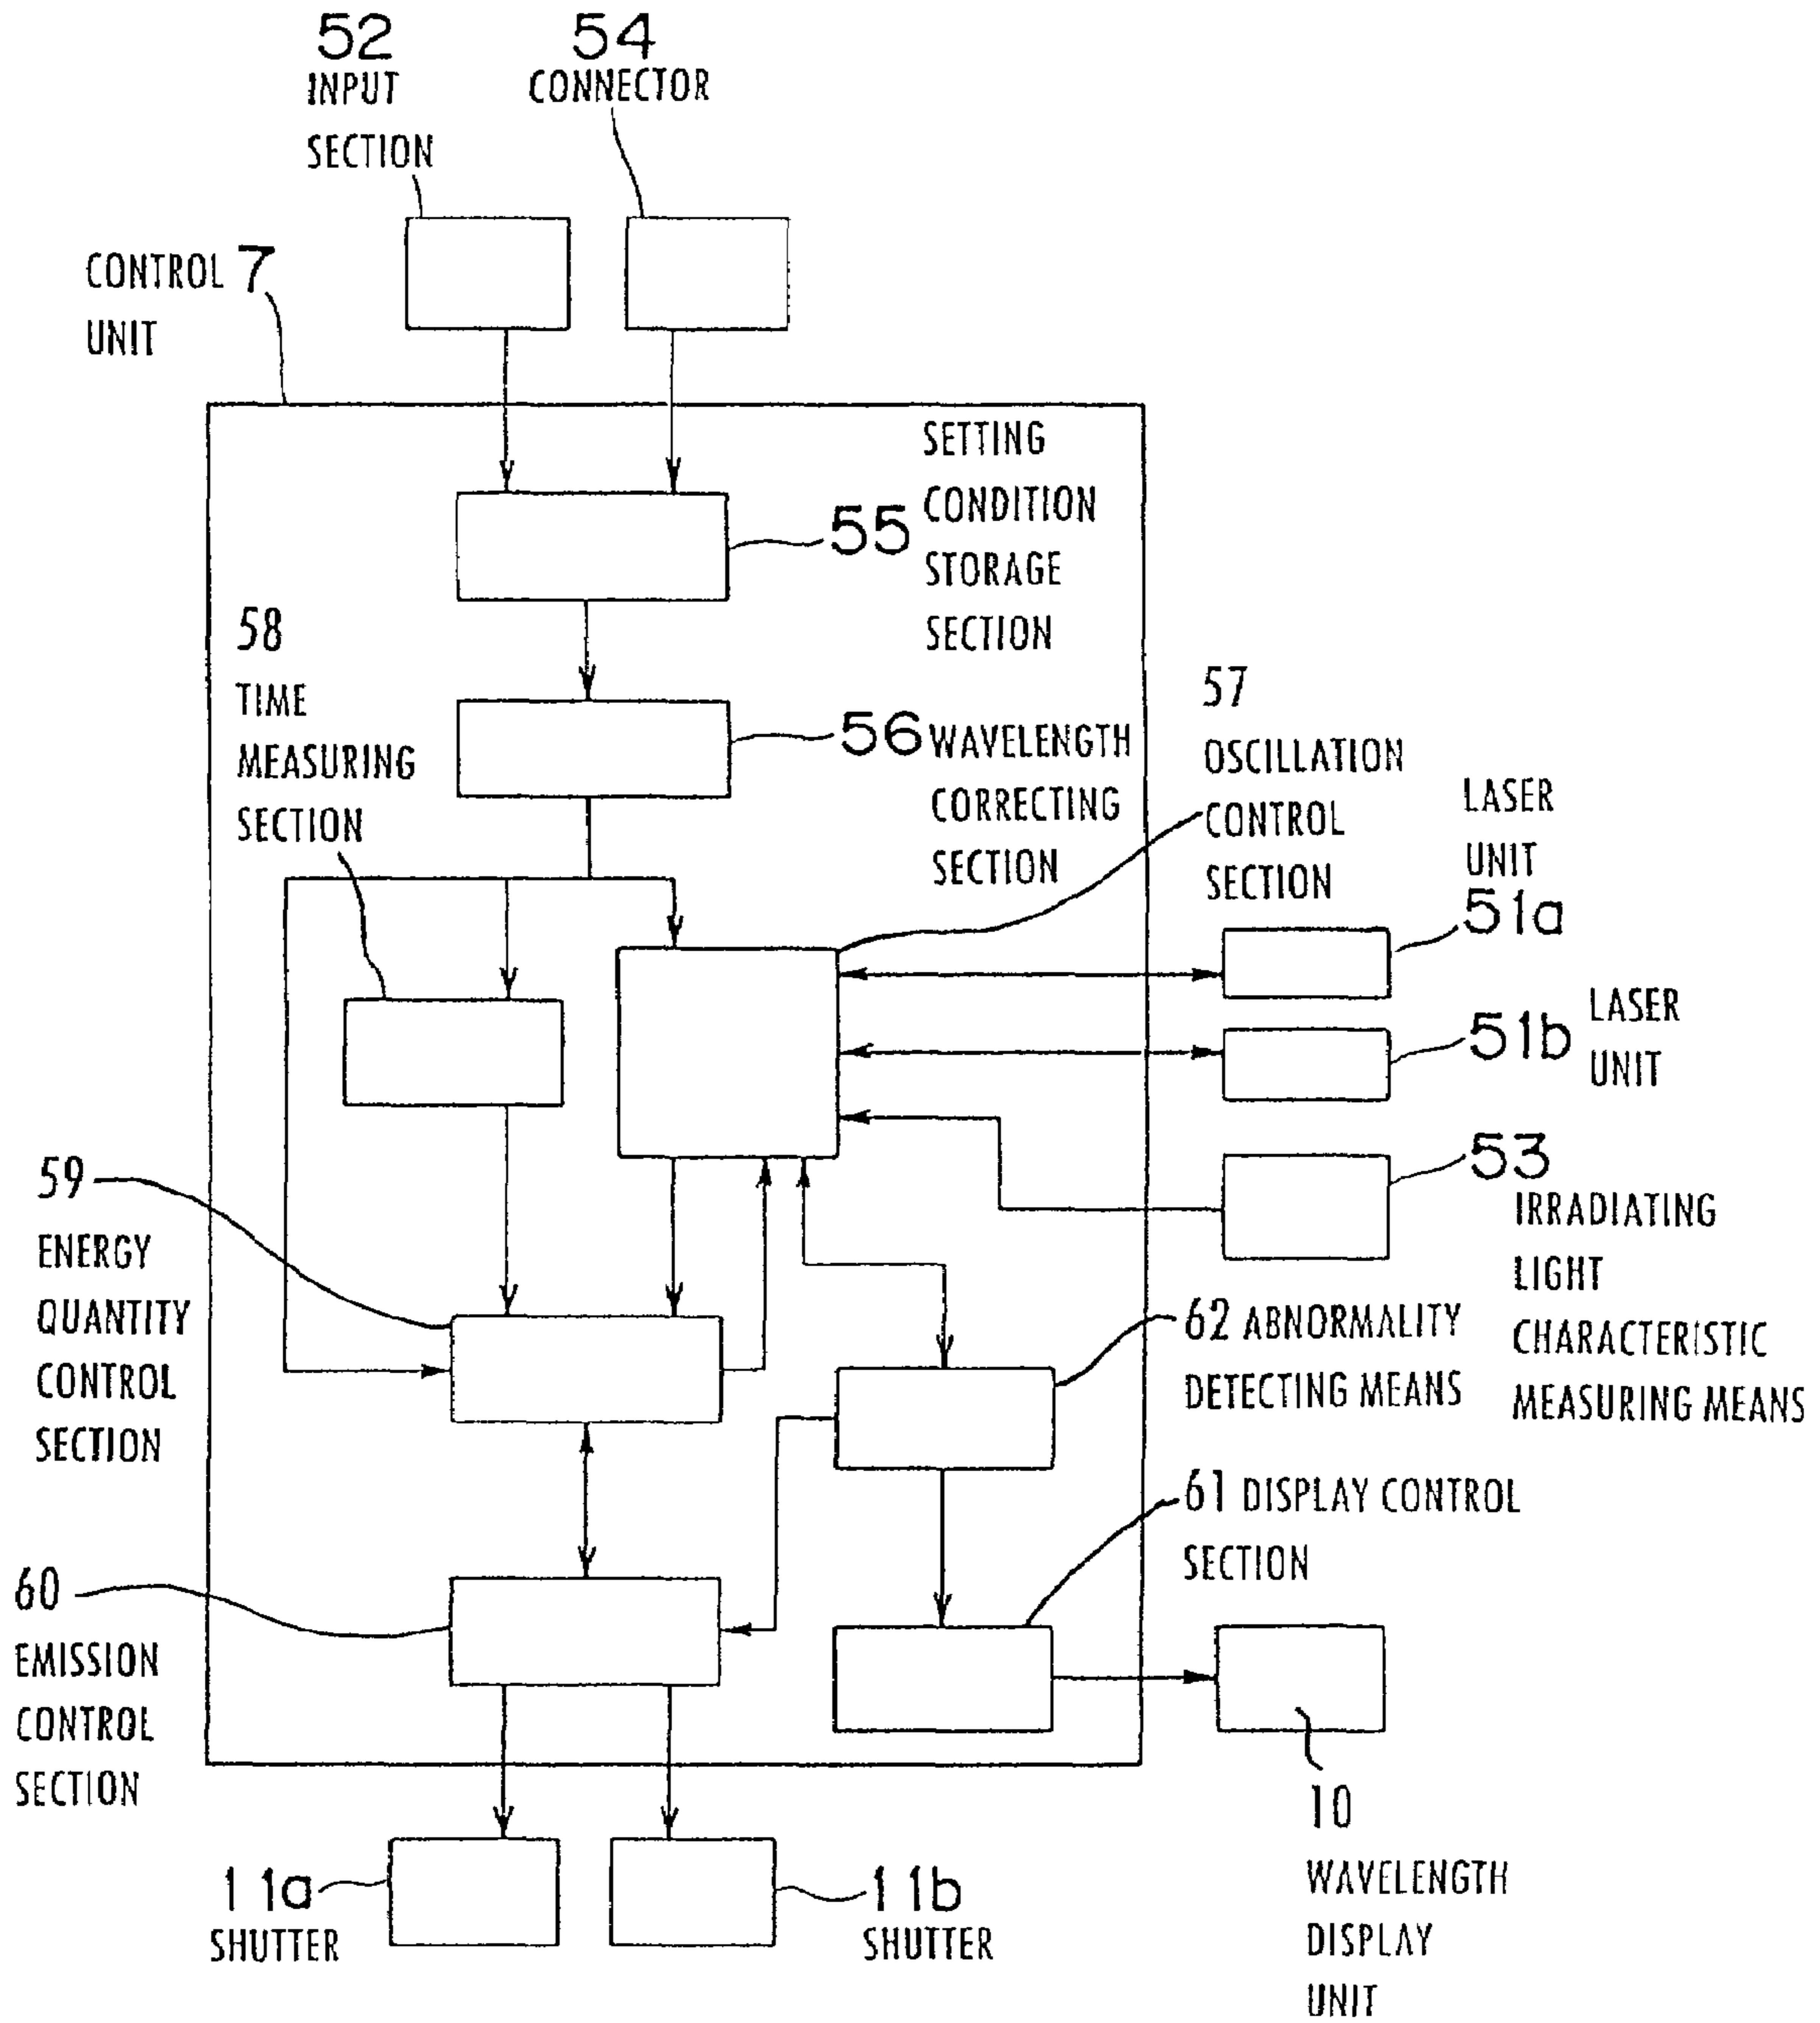 52
INPUT
SECTION
54
CONNECTOR
CONTROL 7
UNIT
SETTING
55 CONDITION
STORAGE
SECTION
58
TIME
MEASURING
SECTION
56 WAVELENGTH
CORRECTING
SECTION
57
OSCILLATION
CONTROL
SECTION
LASER
UNIT
51a
51b LASER
UNIT
53
IRRADIATING
LIGHT
CHARACTERISTIC
MEASURING MEANS
59
ENERGY
QUANTITY
CONTROL
SECTION
62 ABNORMALITY
DETECTING MEANS
61 DISPLAY CONTROL
SECTION
60
EMISSION
CONTROL
SECTION
11a
SHUTTER
11b
SHUTTER
10
WAVELENGTH
DISPLAY
UNIT